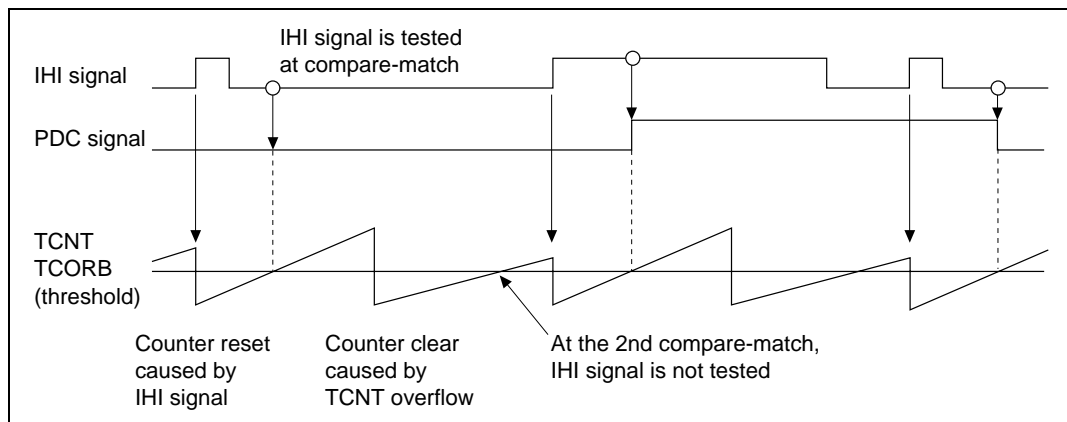 IHI signal is tested
at compare-match
IHI signal
PDC signal
TCNT
TCORB
(threshold)
Counter reset
caused by
IHI signal
Counter clear
caused by
TCNT overflow
At the 2nd compare-match,
IHI signal is not tested